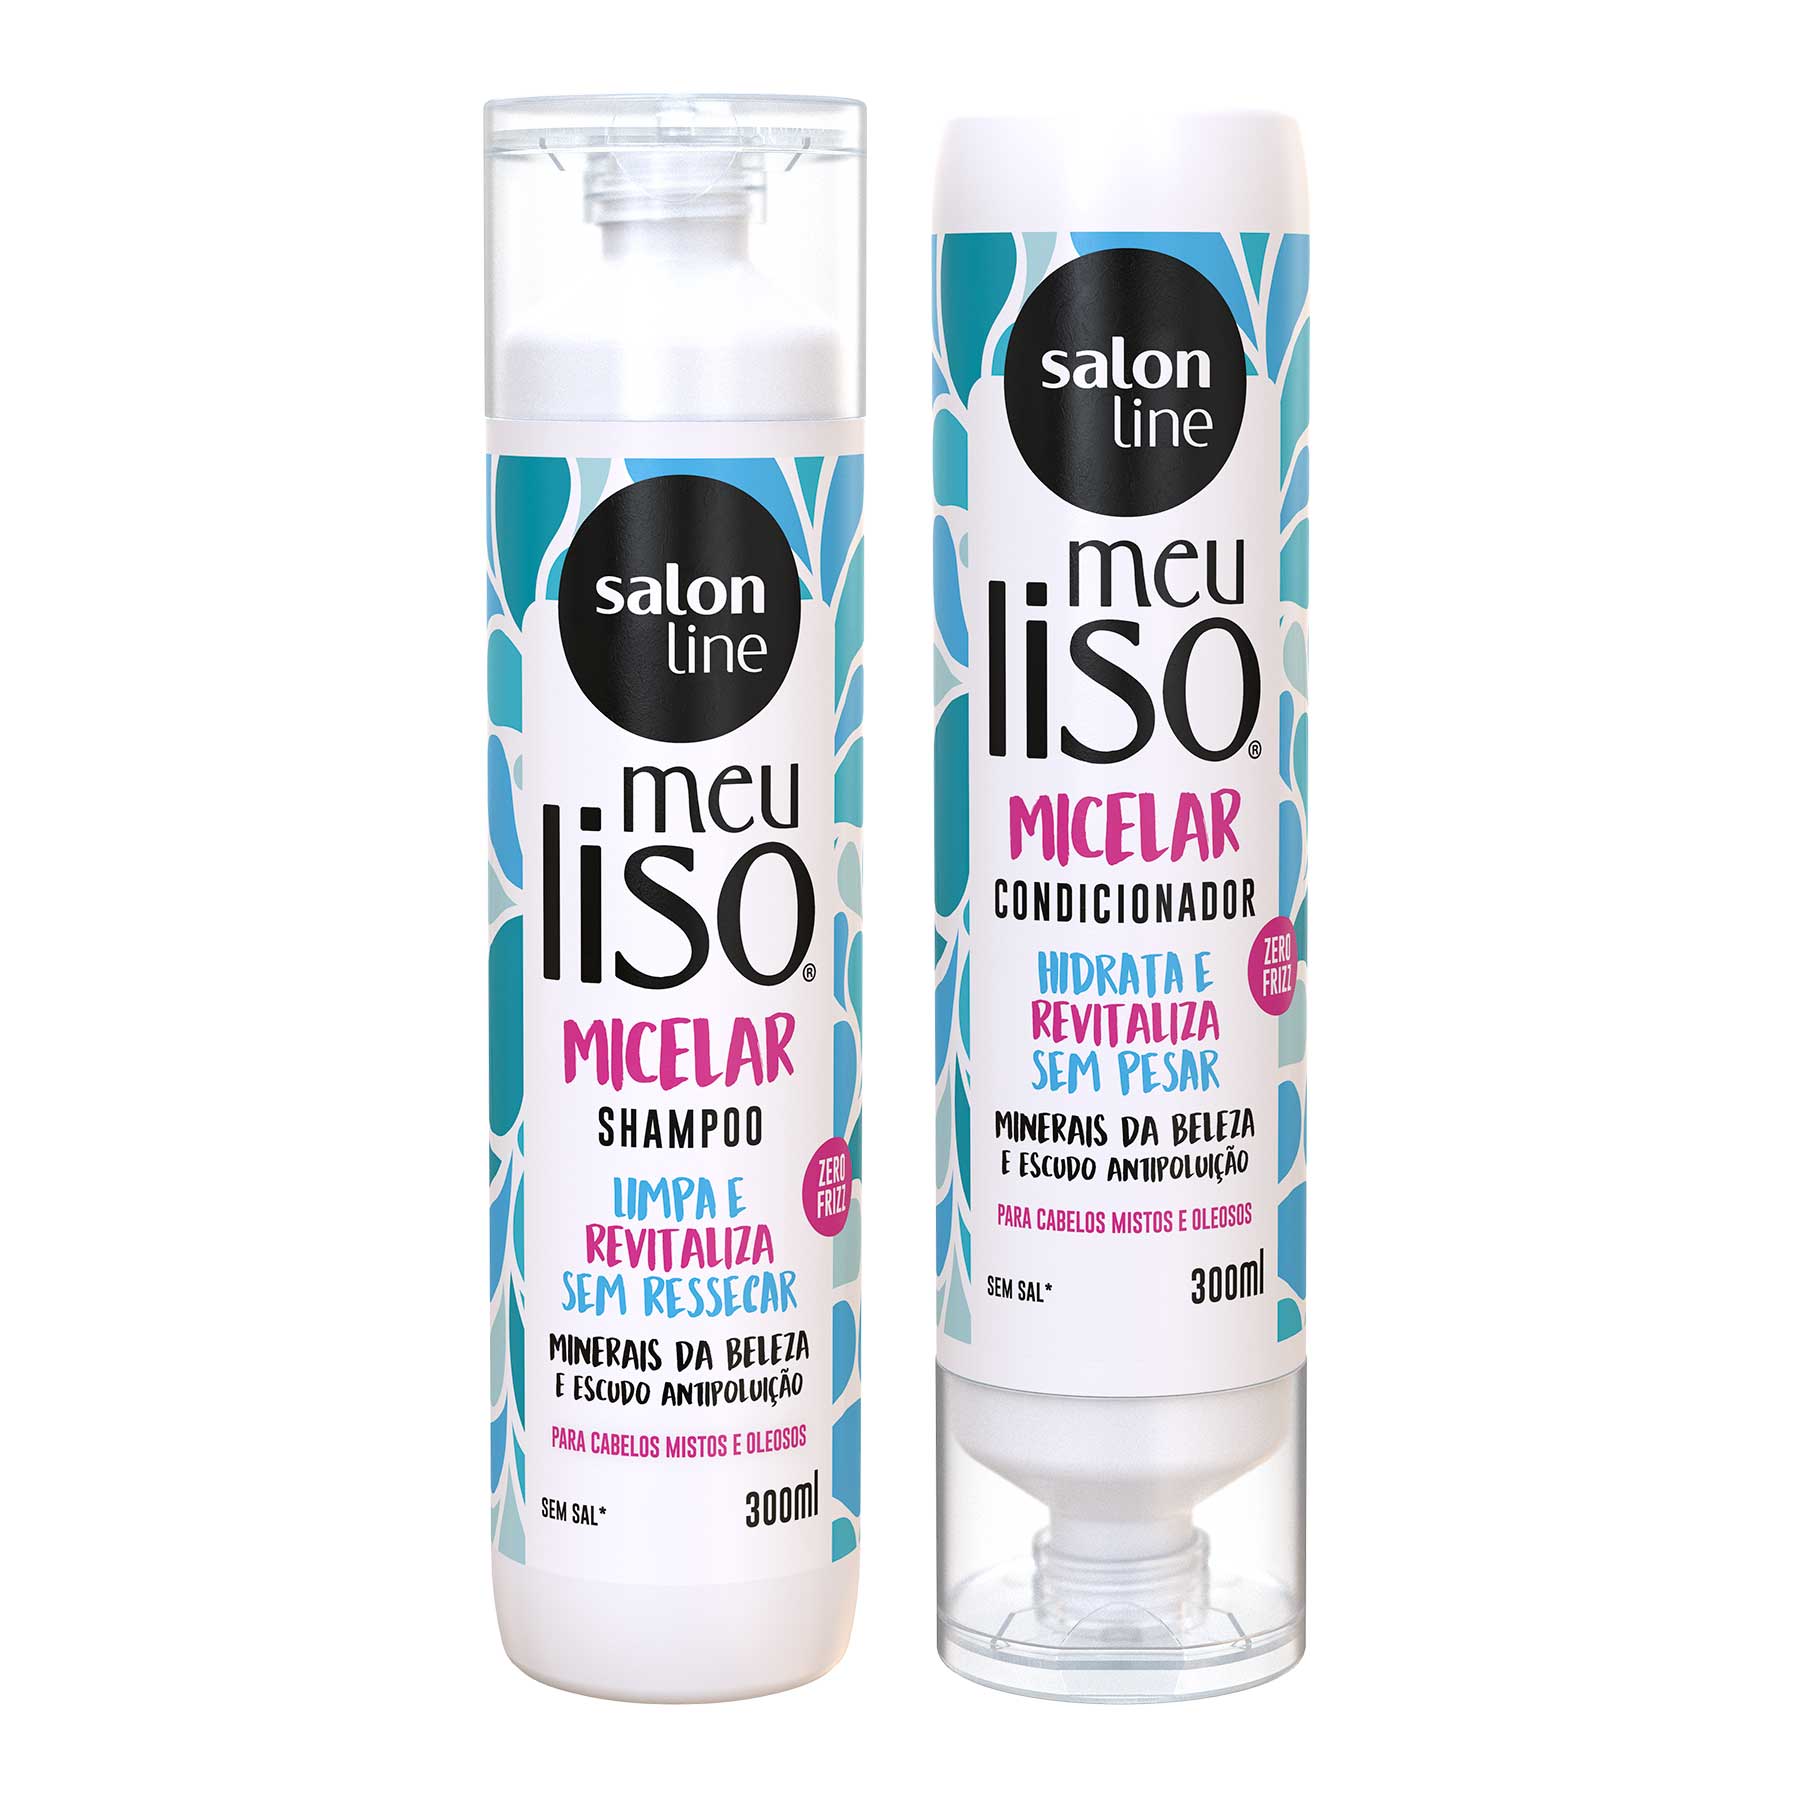 salon
line
meu
liso®
MICELAR
SHAMPOO
ZERO
FRIZZ
LIMPA E
REVITALIZA
SEM RESSECAR
MINERAIS DA BELEZA
E ESCUDO ANTIPOLUIÇÃO
PARA CABELOS MISTOS E OLEOSOS
SEM SAL*
300ml
salon
line
meu
liso®
MICELAR
CONDICIONADOR
ZERO
FRIZZ
HIDRATA E
REVITALIZA
SEM PESAR
MINERAIS DA BELEZA
E ESCUDO ANTIPOLUIÇÃO
PARA CABELOS MISTOS E OLEOSOS
SEM SAL*
300ml